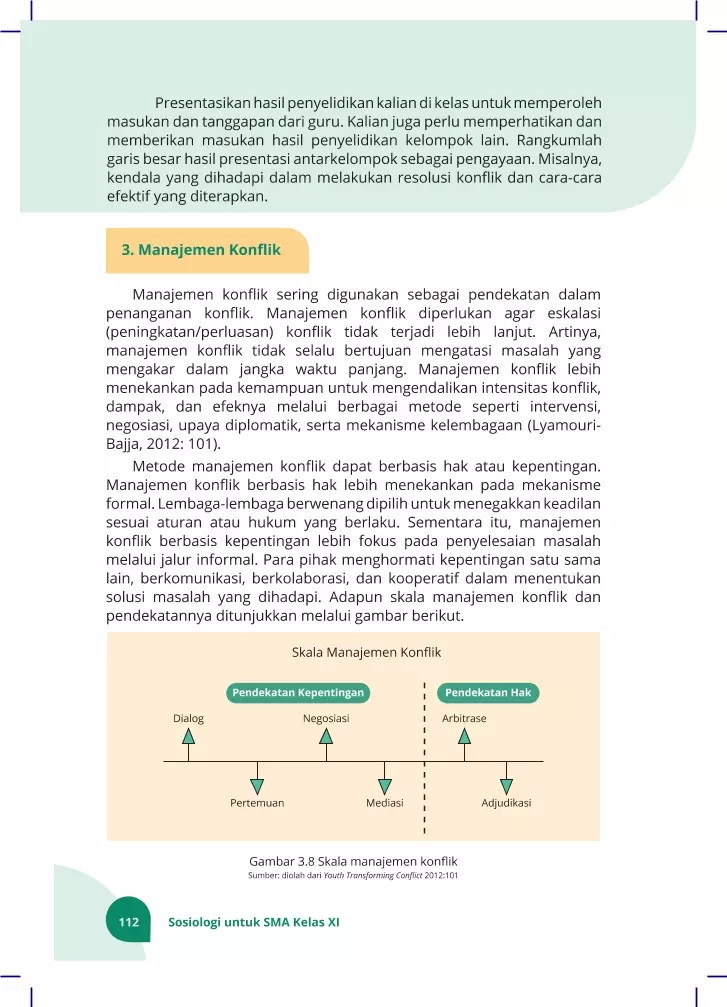 Presentasikan hasil penyelidikan kalian di kelas untuk memperoleh
masukan dan tanggapan dari guru. Kalian juga perlu memperhatikan dan
memberikan masukan hasil penyelidikan kelompok lain. Rangkumlah
garis besar hasil presentasi antarkelompok sebagai pengayaan. Misalnya,
kendala yang dihadapi dalam melakukan resolusi konflik dan cara-cara
efektif yang diterapkan.
3. Manajemen Konflik
Manajemen konflik sering digunakan sebagai pendekatan dalam
penanganan konflik. Manajemen konflik diperlukan agar eskalasi
(peningkatan/perluasan) konflik tidak terjadi lebih lanjut. Artinya,
manajemen konflik tidak selalu bertujuan mengatasi masalah yang
mengakar dalam jangka waktu panjang. Manajemen konflik lebih
menekankan pada kemampuan untuk mengendalikan intensitas konflik,
dampak, dan efeknya melalui berbagai metode seperti intervensi,
negosiasi, upaya diplomatik, serta mekanisme kelembagaan (Lyamouri-
Bajja, 2012: 101).
Metode manajemen konflik dapat berbasis hak atau kepentingan.
Manajemen konflik berbasis hak lebih menekankan pada mekanisme
formal. Lembaga-lembaga berwenang dipilih untuk menegakkan keadilan
sesuai aturan atau hukum yang berlaku. Sementara itu, manajemen
konflik berbasis kepentingan lebih fokus pada penyelesaian masalah
melalui jalur informal. Para pihak menghormati kepentingan satu sama
lain, berkomunikasi, berkolaborasi, dan kooperatif dalam menentukan
solusi masalah yang dihadapi. Adapun skala manajemen konflik dan
pendekatannya ditunjukkan melalui gambar berikut.
Skala Manajemen Konflik
Pendekatan Kepentingan Pendekatan Hak
Dialog Negosiasi Arbitrase
Pertemuan Mediasi Adjudikasi
Gambar 3.8 Skala manajemen konflik
Sumber: diolah dari Youth Transforming Conflict 2012:101
112 Sosiologi untuk SMA Kelas XI